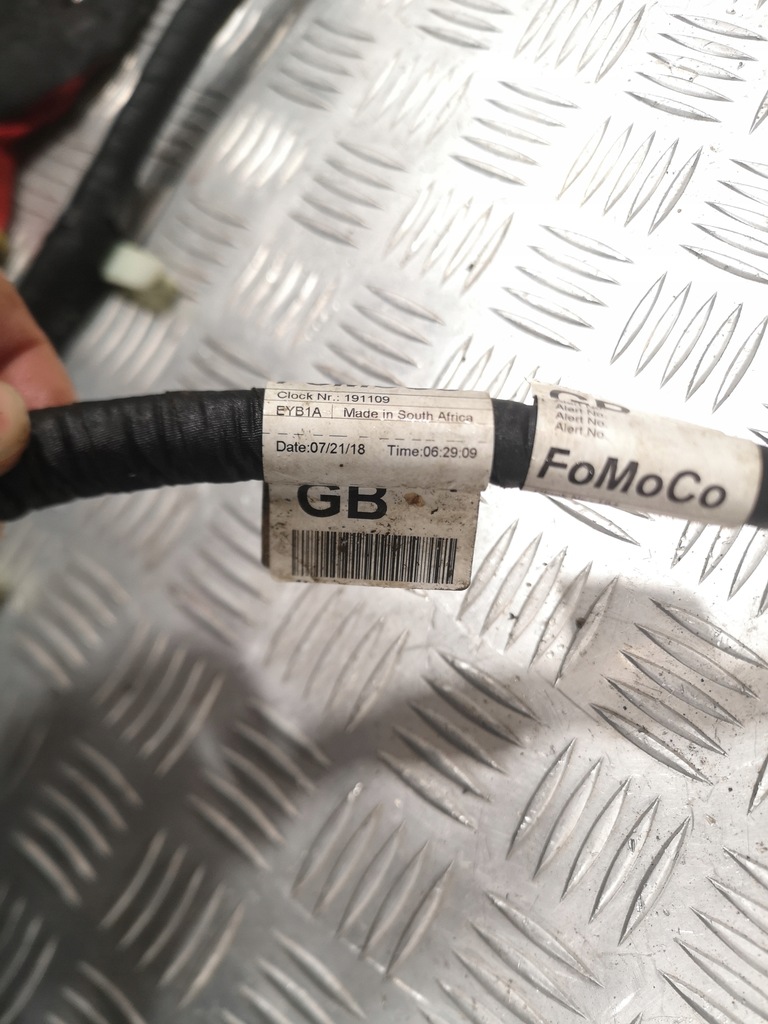 Clock Nr.: 191109
EYB1A Made in South Africa
Date:07/21/18 Time:06:29:09
GB
GB
Alert No.
Alert No.
Alert No.
FoMoCo